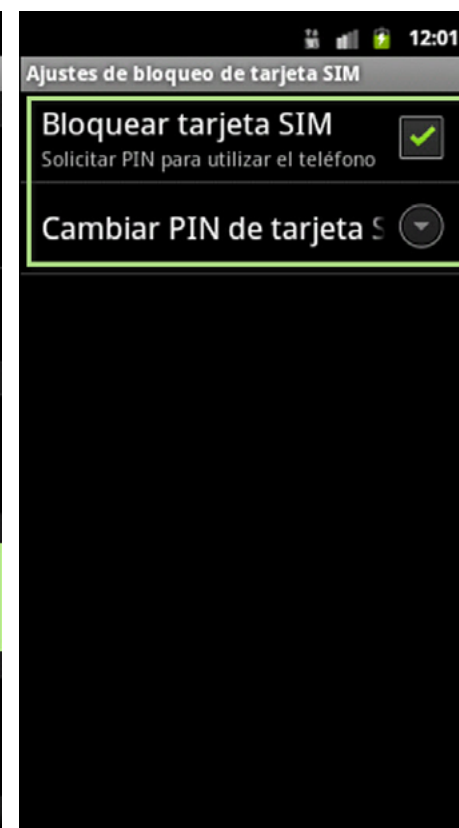 12:01
Ajustes de bloqueo de tarjeta SIM
Bloquear tarjeta SIM
Solicitar PIN para utilizar el teléfono
Cambiar PIN de tarjeta S